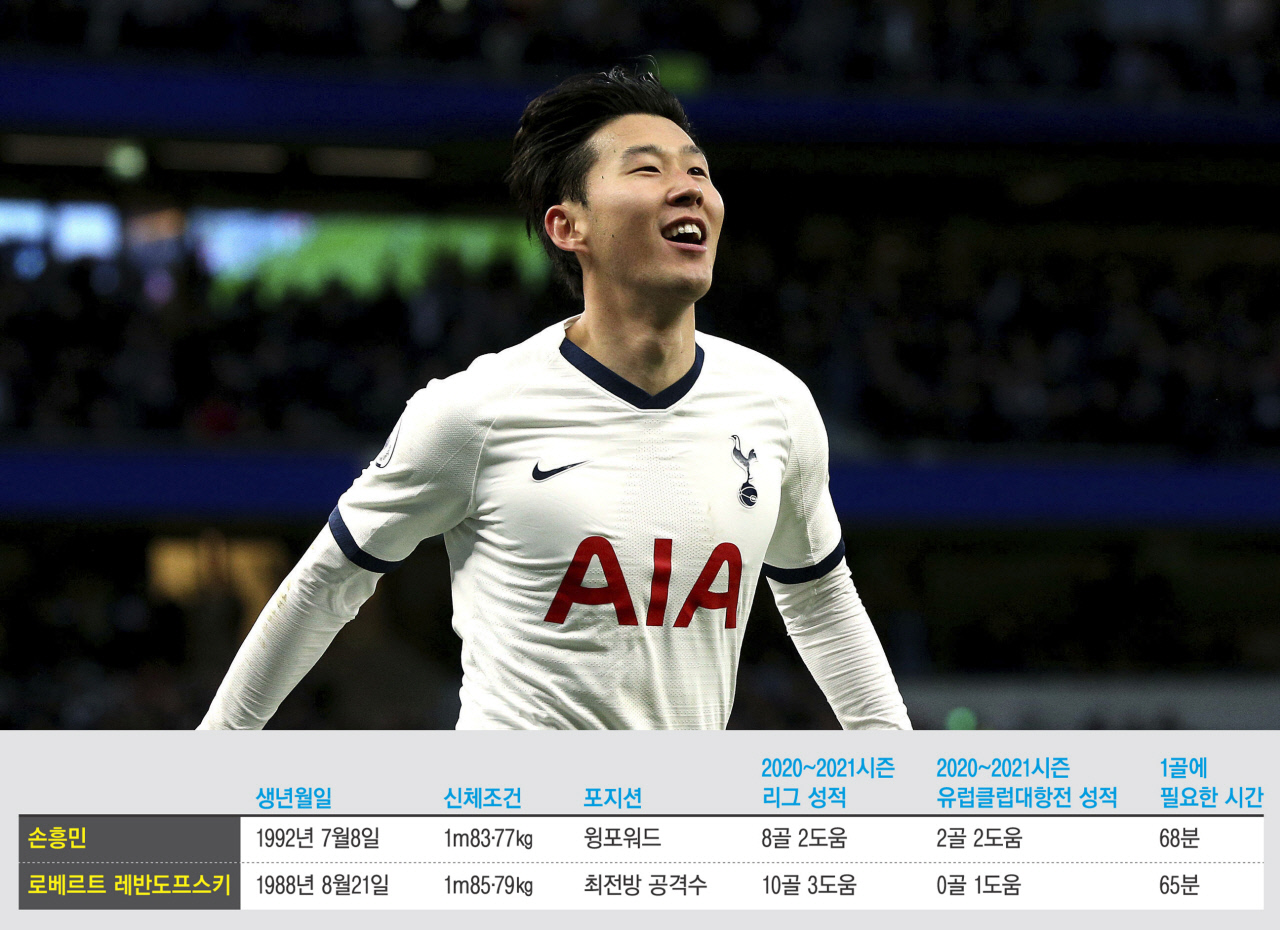 AIA
생년월일 신체조건 포지션 2020~2021시즌 리그 성적 2020~2021시즌 유럽클럽대항전 성적 1골에 필요한 시간
손흥민 1992년 7월8일 1m83·77㎏ 윙포워드 8골 2도움 2골 2도움 68분
로베르트 레반도프스키 1988년 8월21일 1m85·79㎏ 최전방 공격수 10골 3도움 0골 1도움 65분